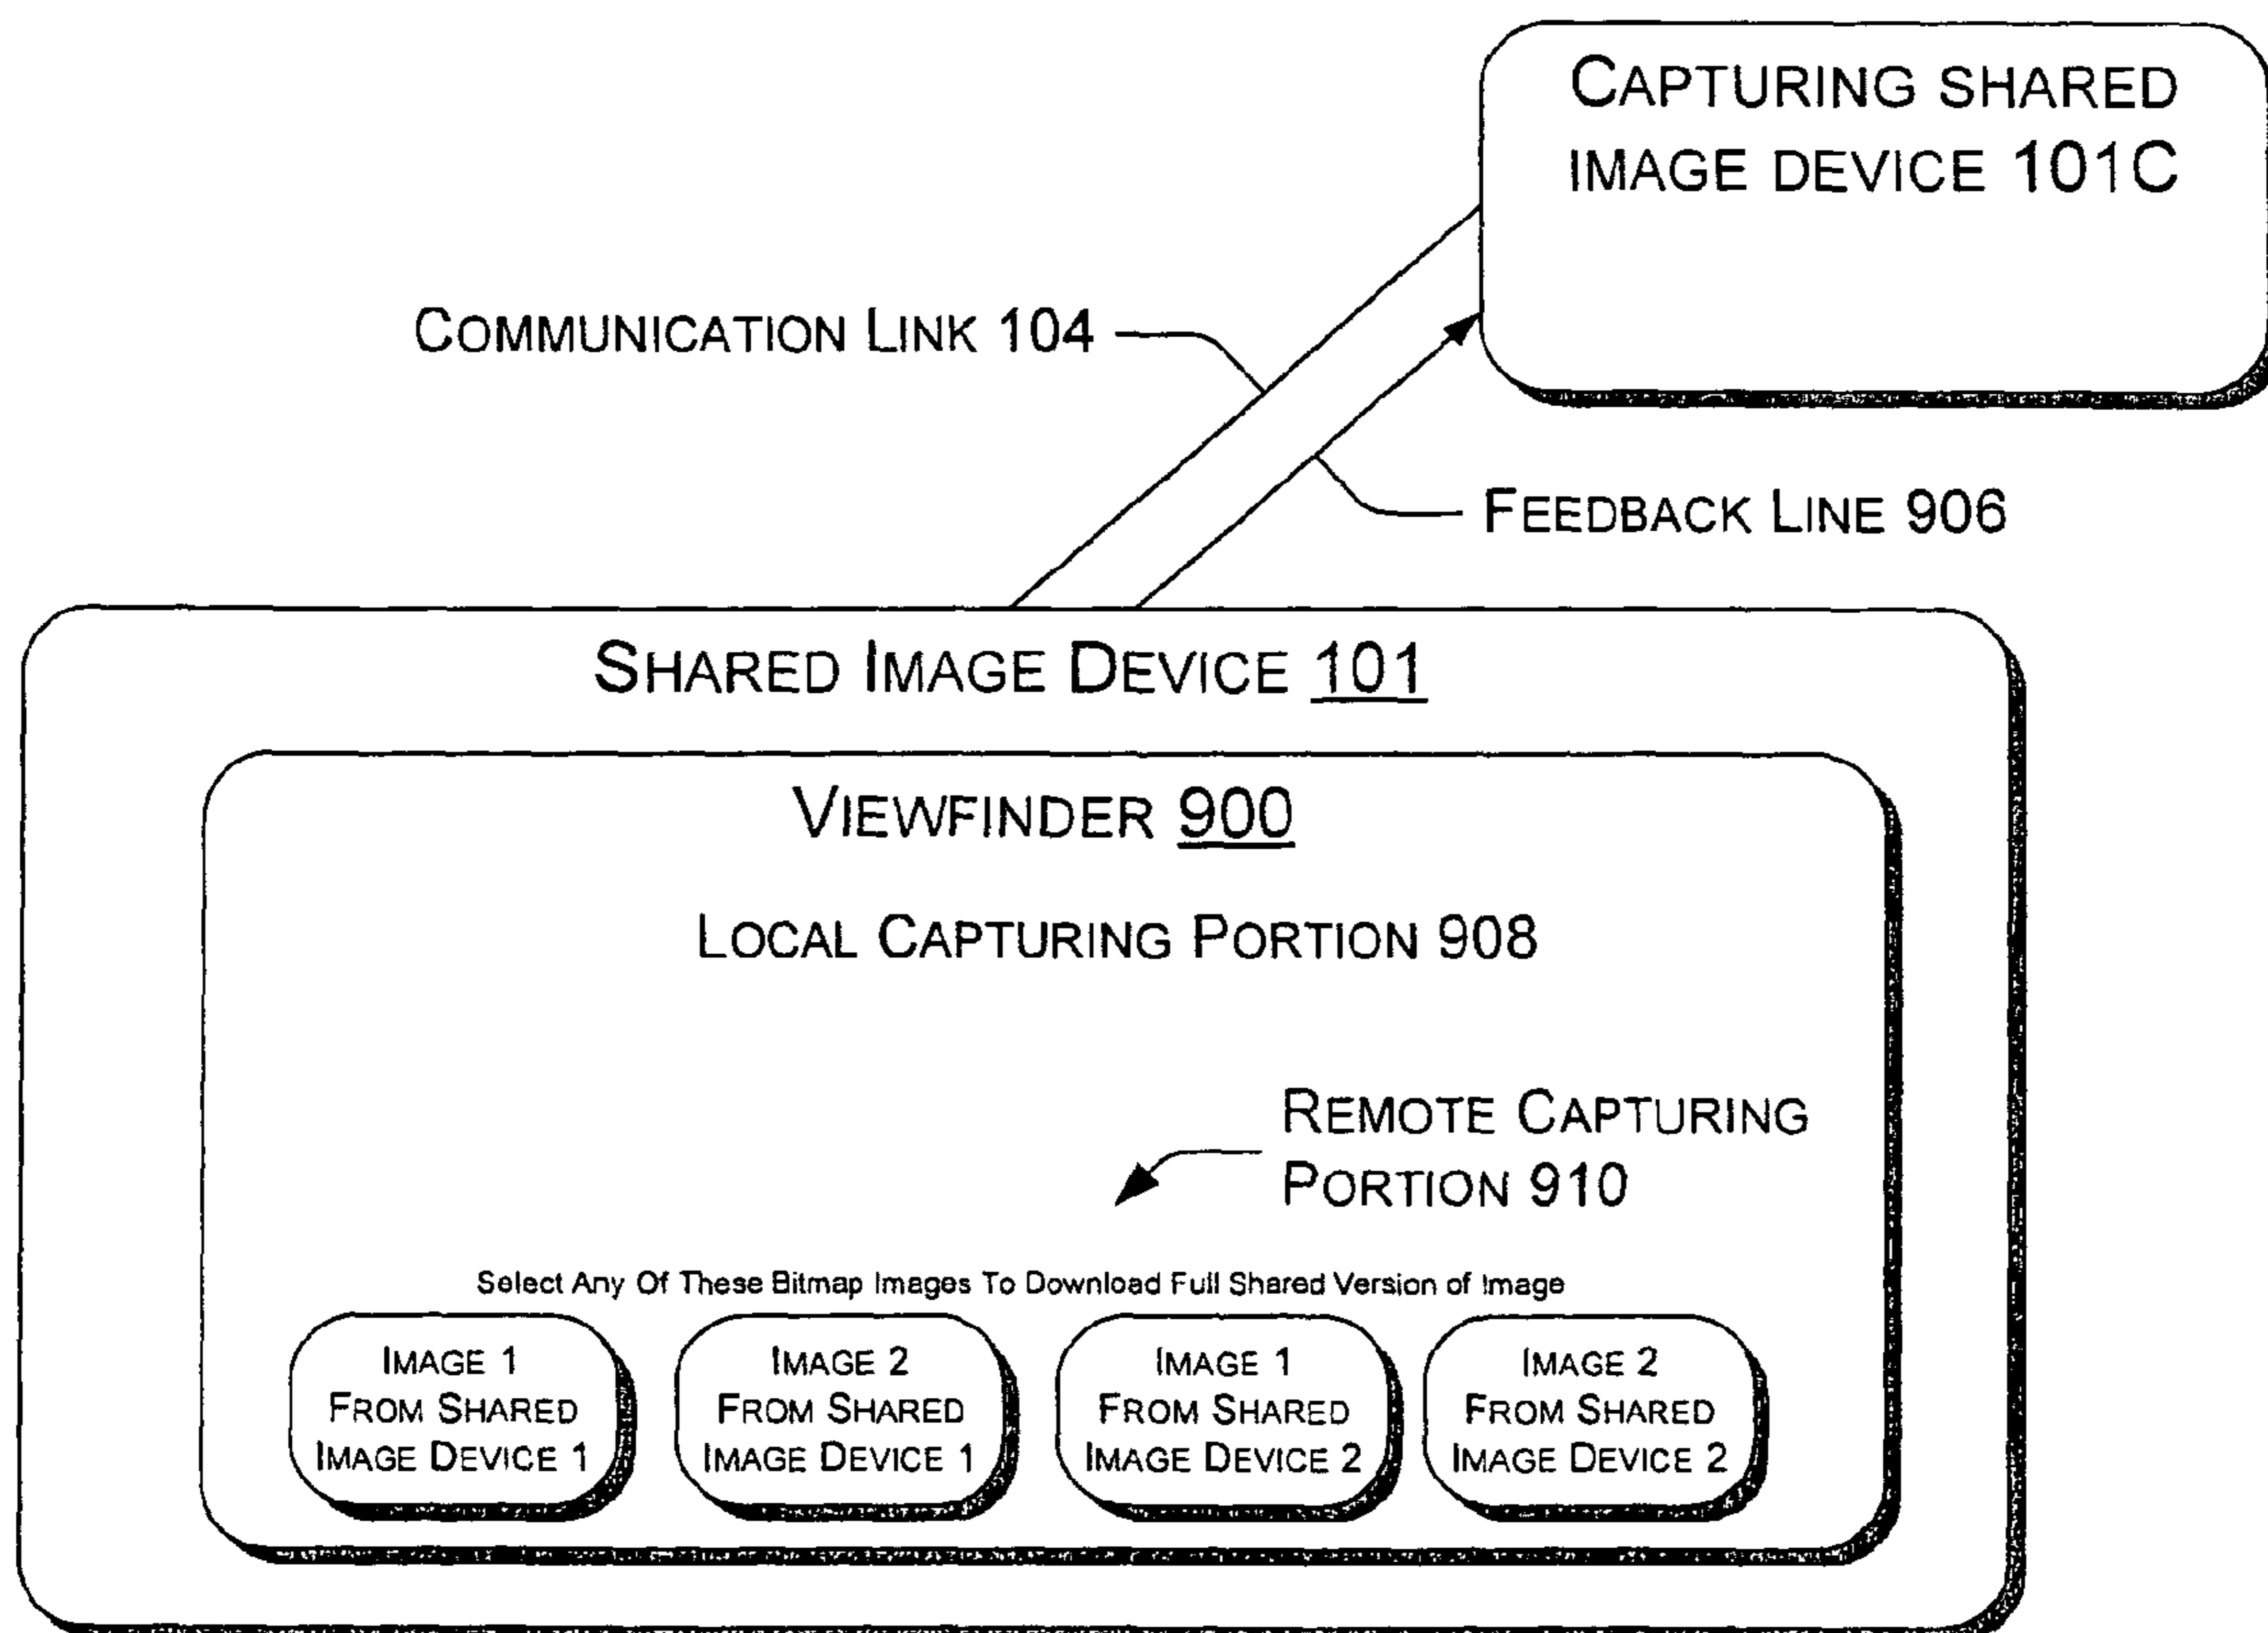 CAPTURING SHARED
IMAGE DEVICE 101C
COMMUNICATION LINK 104
FEEDBACK LINE 906
SHARED IMAGE DEVICE 101
VIEWFINDER 900
LOCAL CAPTURING PORTION 908
REMOTE CAPTURING
PORTION 910
Select Any Of These Bitmap Images To Download Full Shared Version of Image
IMAGE 1
FROM SHARED
IMAGE DEVICE 1
IMAGE 2
FROM SHARED
IMAGE DEVICE 1
IMAGE 1
FROM SHARED
IMAGE DEVICE 2
IMAGE 2
FROM SHARED
IMAGE DEVICE 2